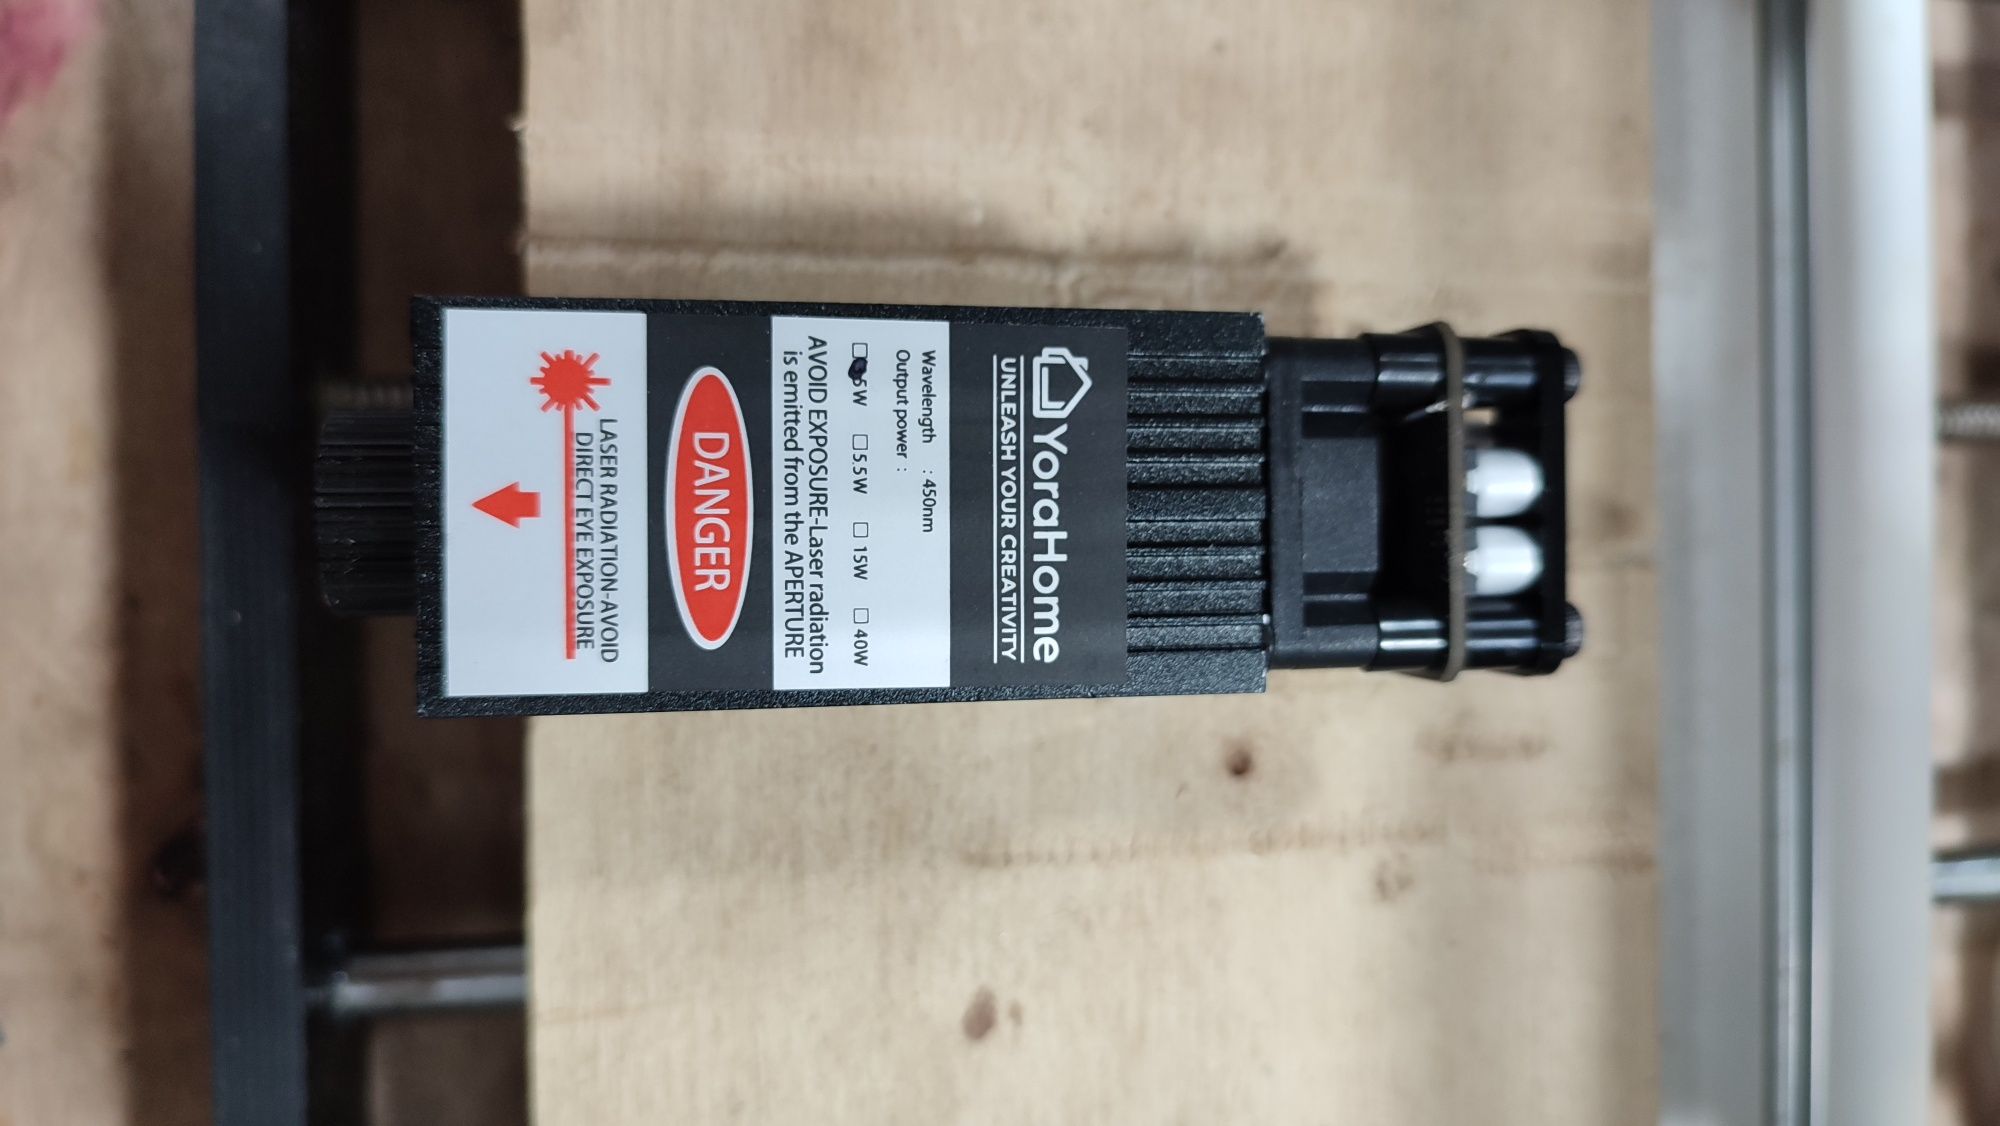 YoraHome
UNLEASH YOUR CREATIVITY
Wavelength : 450nm
Output power :
5.5W 15W 40W
AVOID EXPOSURE-Laser radiation
is emitted from the APERTURE
DANGER
LASER RADIATION-AVOID
DIRECT EYE EXPOSURE